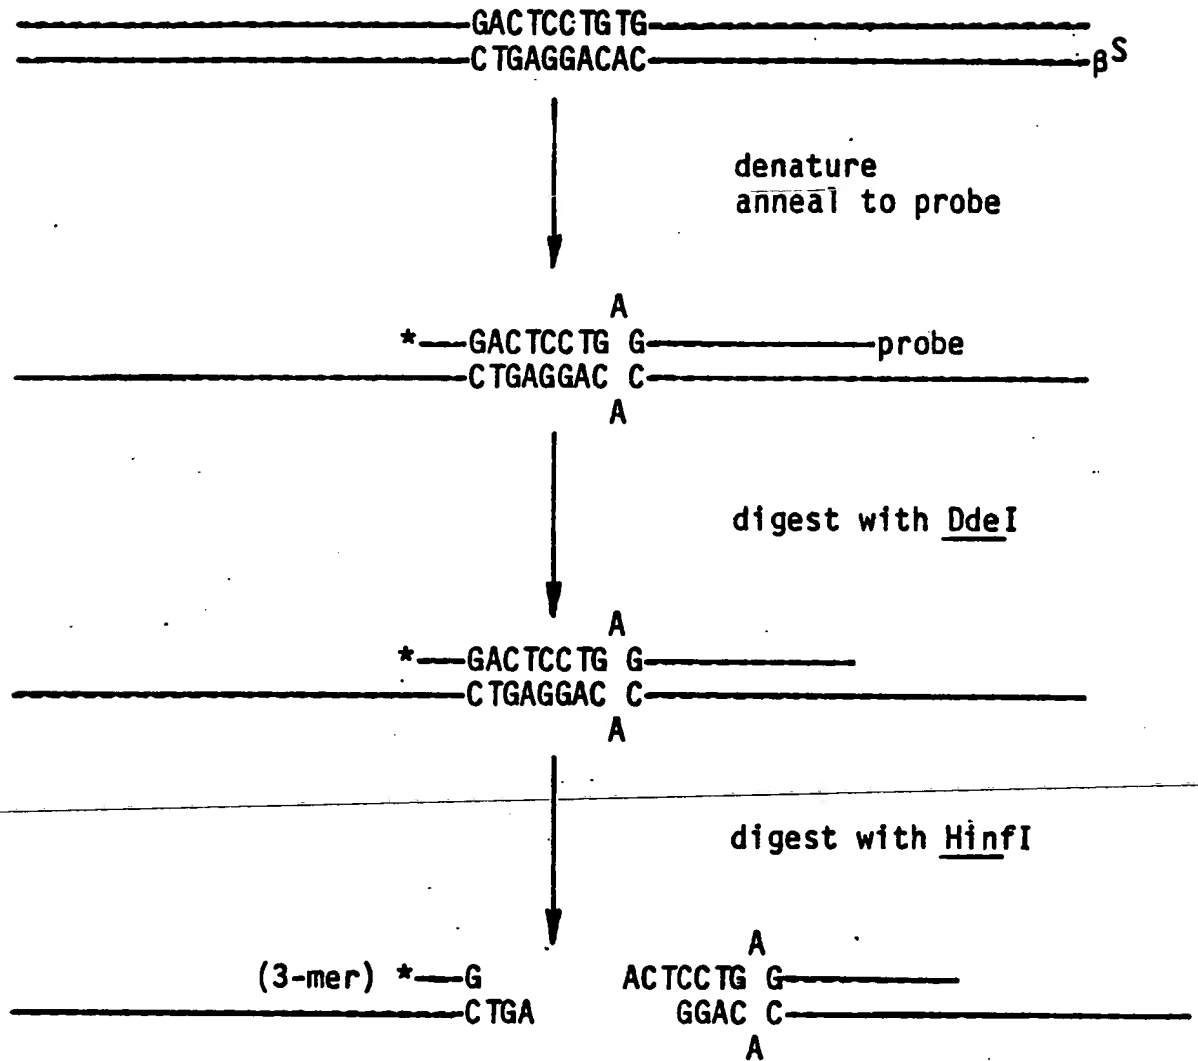 GACTCCTGTG
CTGAGGACAC βS
denature
anneal to probe
A
*GACTCCTG G probe
CTGAGGAC C
A
digest with DdeI
A
*GACTCCTG G
CTGAGGAC C
A
digest with HinfI
A
(3-mer) *G ACTCCTG G
CTGA GGAC C
A